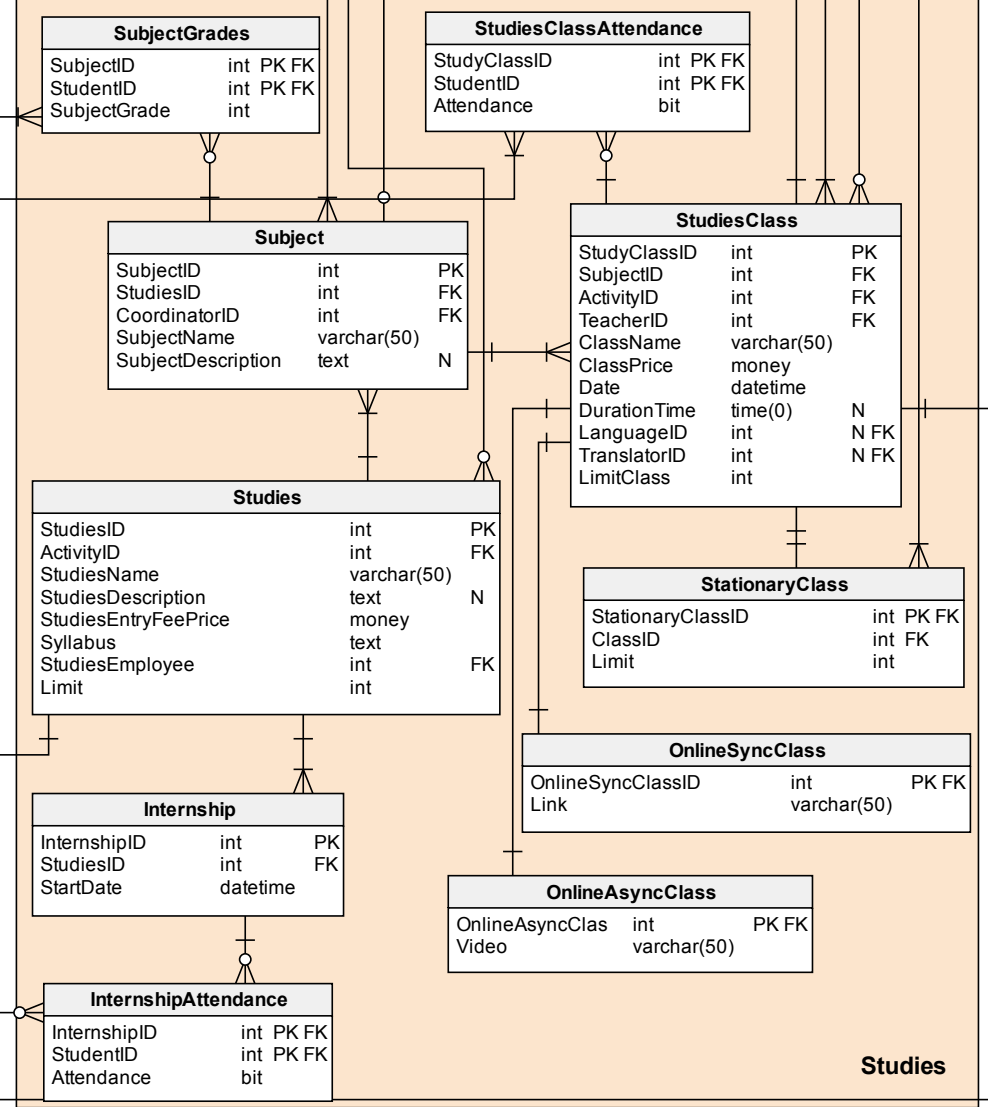 SubjectGrades
SubjectID int PK FK
StudentID int PK FK
SubjectGrade int
StudiesClassAttendance
StudyClassID int PK FK
StudentID int PK FK
Attendance bit
Subject
SubjectID int PK
StudiesID int FK
CoordinatorID int FK
SubjectName varchar(50)
SubjectDescription text N
StudiesClass
StudyClassID int PK
SubjectID int FK
ActivityID int FK
TeacherID int FK
ClassName varchar(50)
ClassPrice money
Date datetime
DurationTime time(0) N
LanguageID int N FK
TranslatorID int N FK
LimitClass int
Studies
StudiesID int PK
ActivityID int FK
StudiesName varchar(50)
StudiesDescription text N
StudiesEntryFeePrice money
Syllabus text
StudiesEmployee int FK
Limit int
StationaryClass
StationaryClassID int PK FK
ClassID int FK
Limit int
OnlineSyncClass
OnlineSyncClassID int PK FK
Link varchar(50)
Internship
InternshipID int PK
StudiesID int FK
StartDate datetime
OnlineAsyncClass
OnlineAsyncClas int PK FK
Video varchar(50)
InternshipAttendance
InternshipID int PK FK
StudentID int PK FK
Attendance bit
Studies